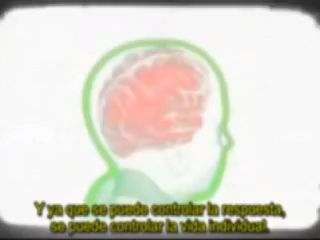 Y ya que se puede controlar la respuesta,
se puede controlar la vida individual.